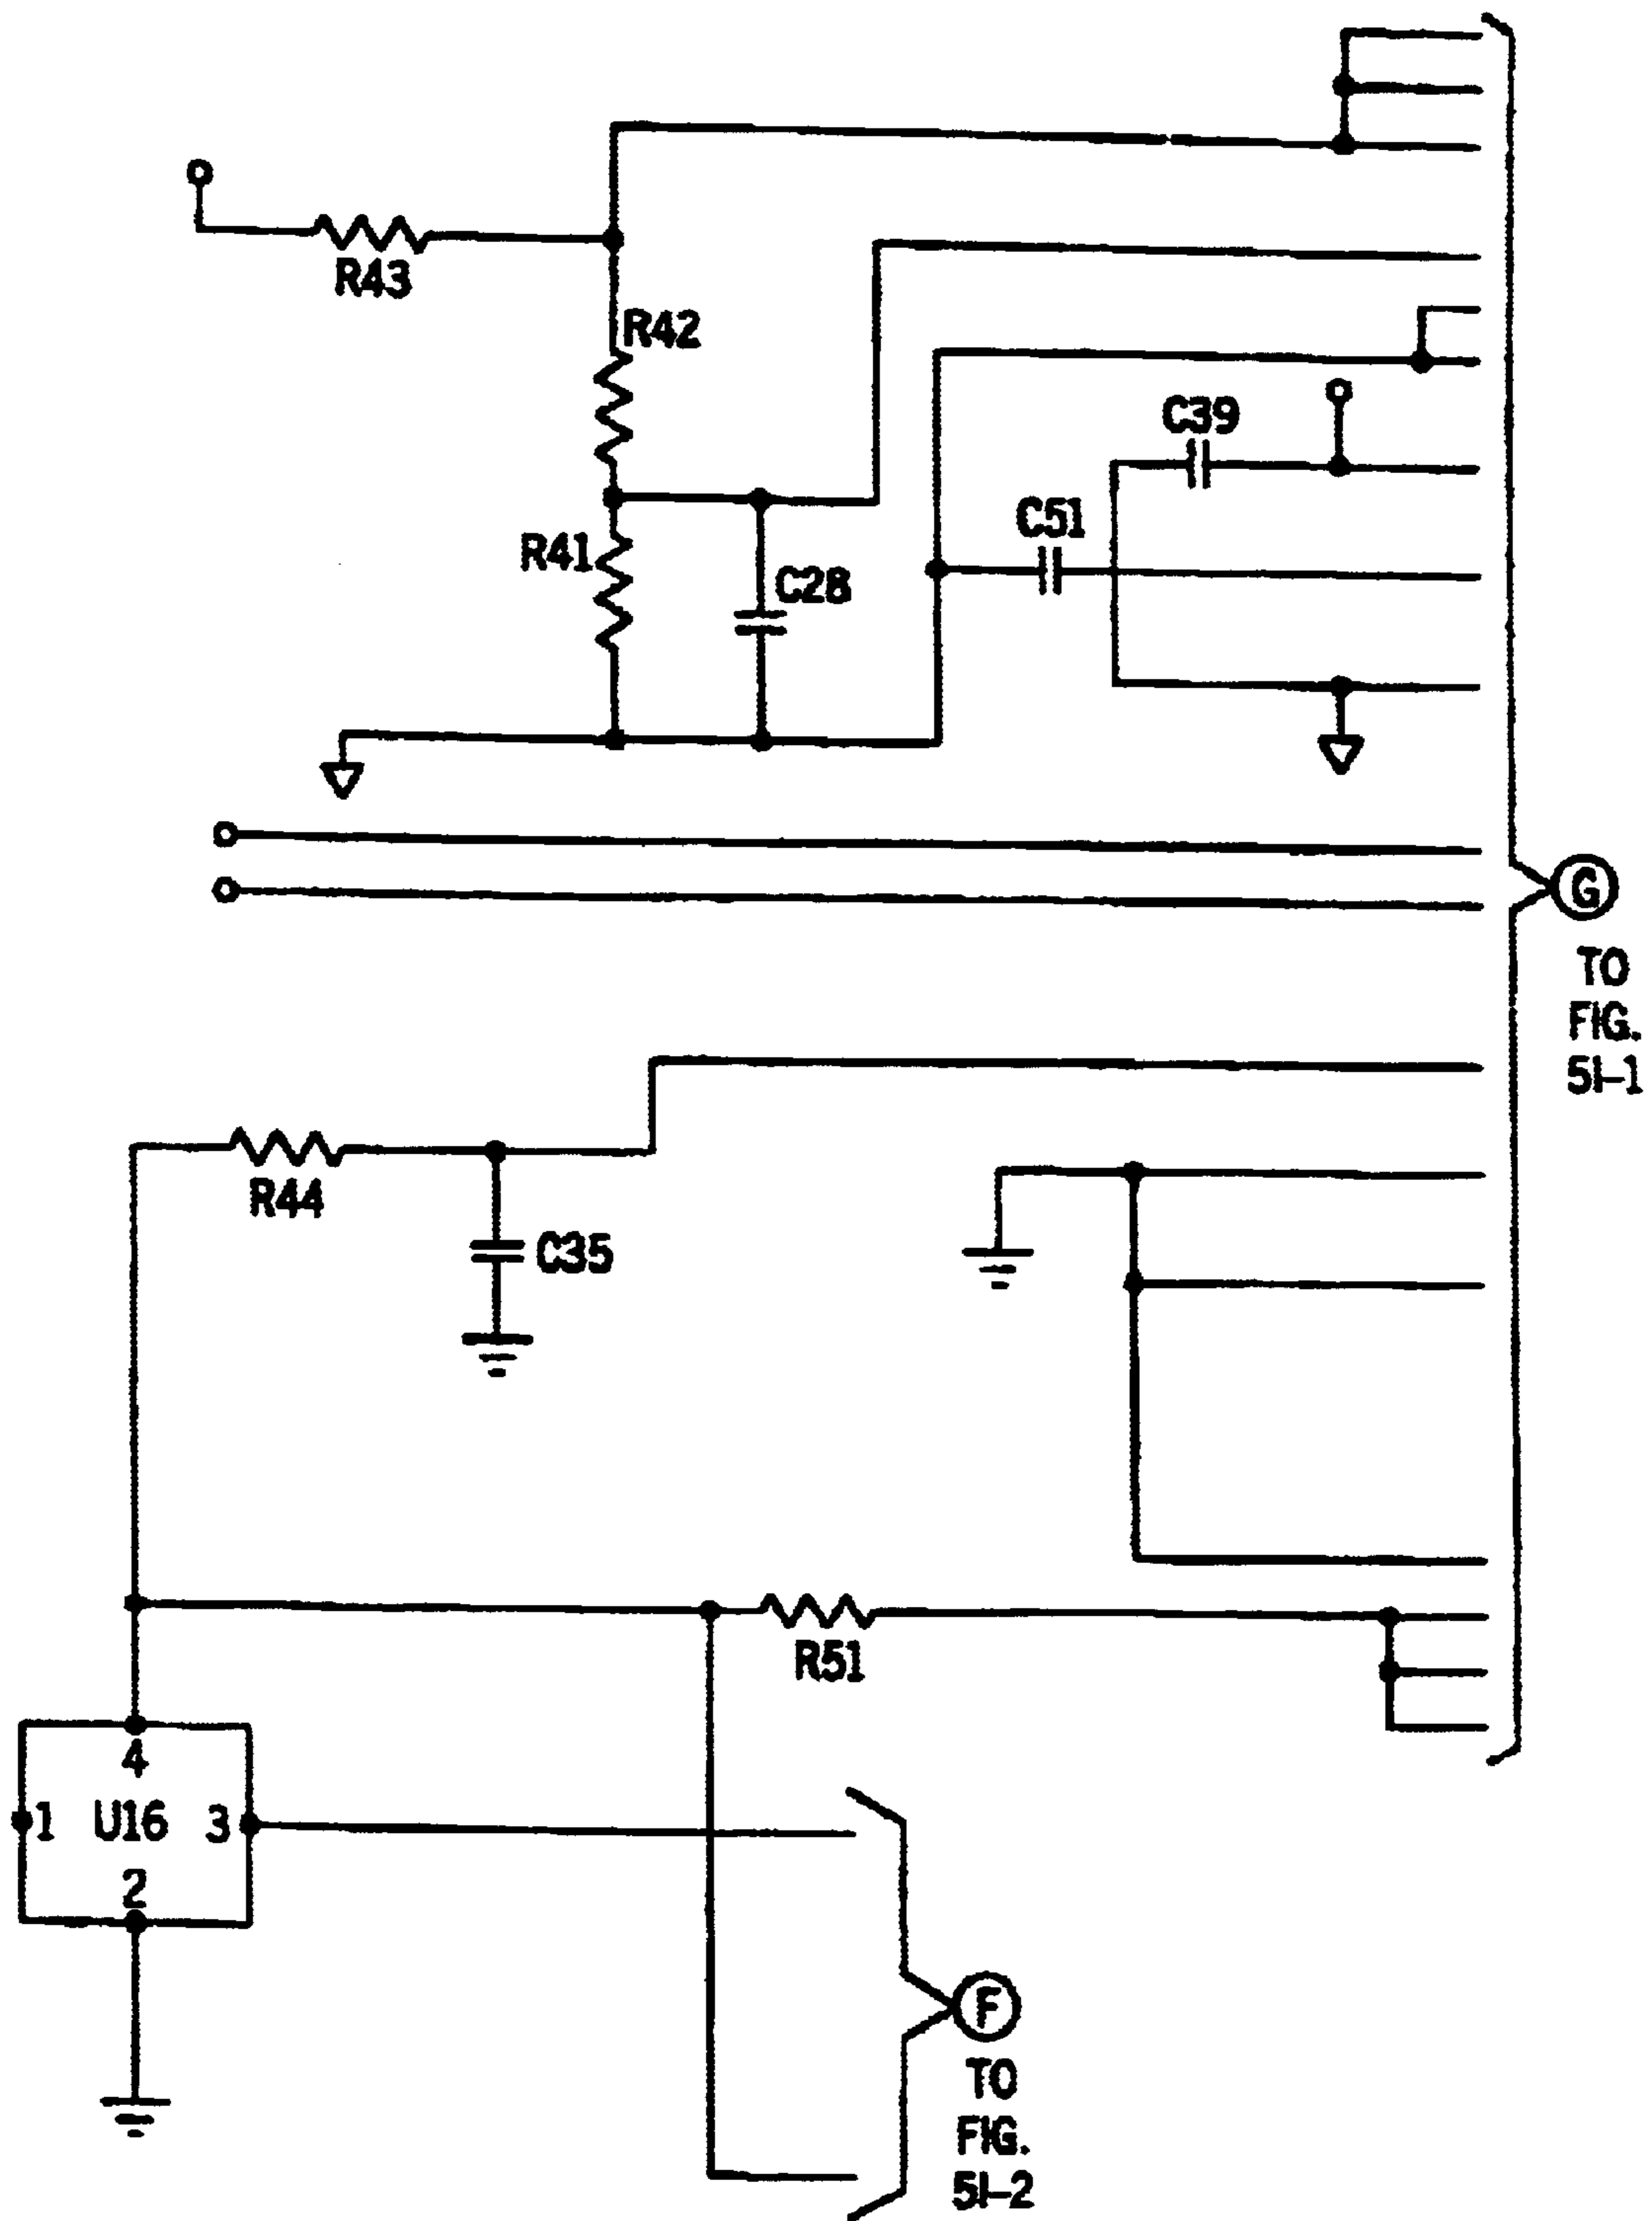 R43
R42
C39
C51
R41
C28
G
TO
FIG.
5I-1
R44
C35
R51
4
1 U16 3
2
F
TO
FIG.
5I-2